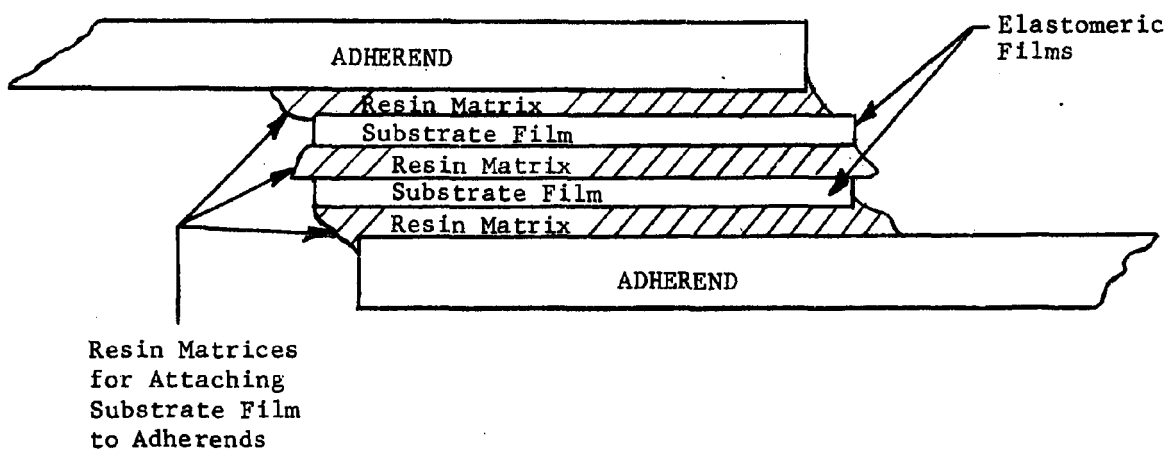 Elastomeric
Films
ADHEREND
Resin Matrix
Substrate Film
Resin Matrix
Substrate Film
Resin Matrix
ADHEREND
Resin Matrices
for Attaching
Substrate Film
to Adherends